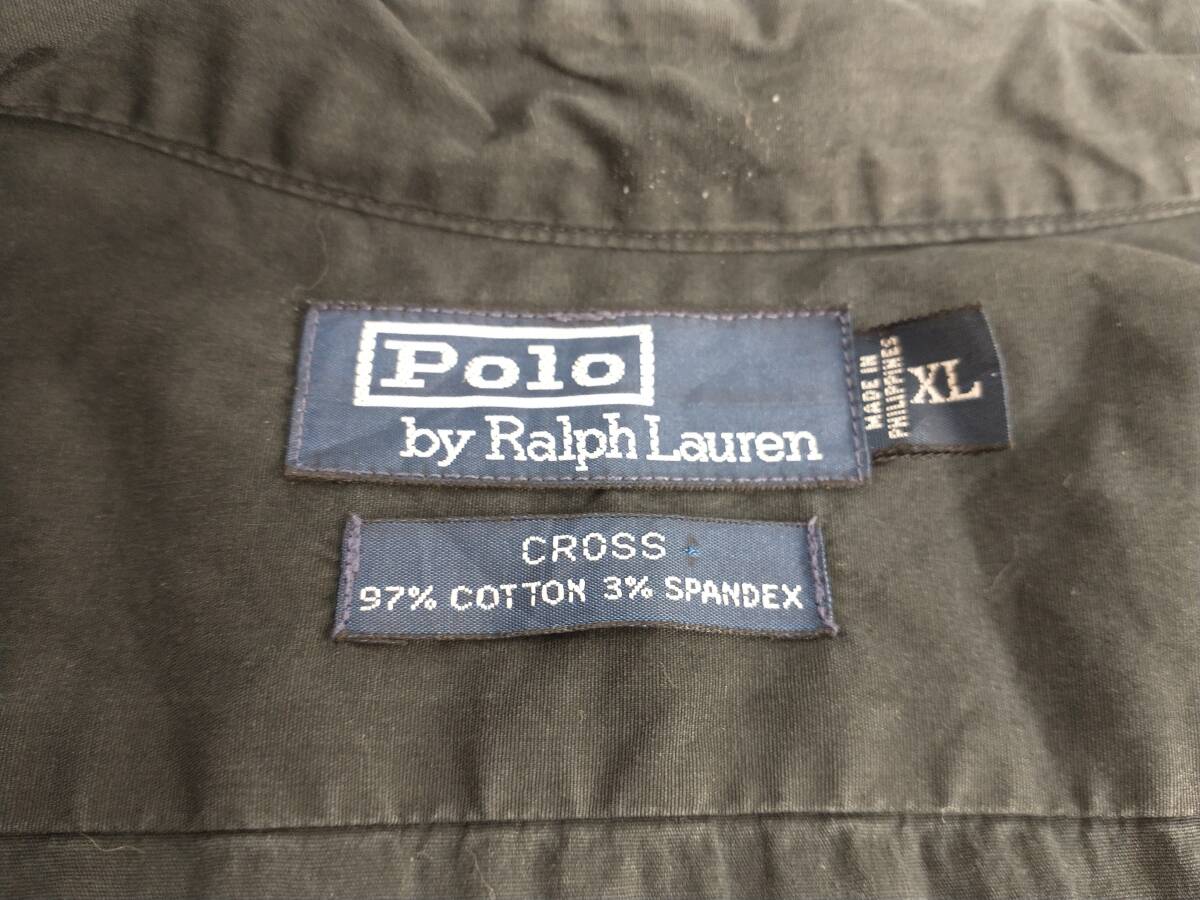 Polo
by Ralph Lauren
MADE IN
PHILIPPINES
XL
CROSS
97% COTTON 3% SPANDEX